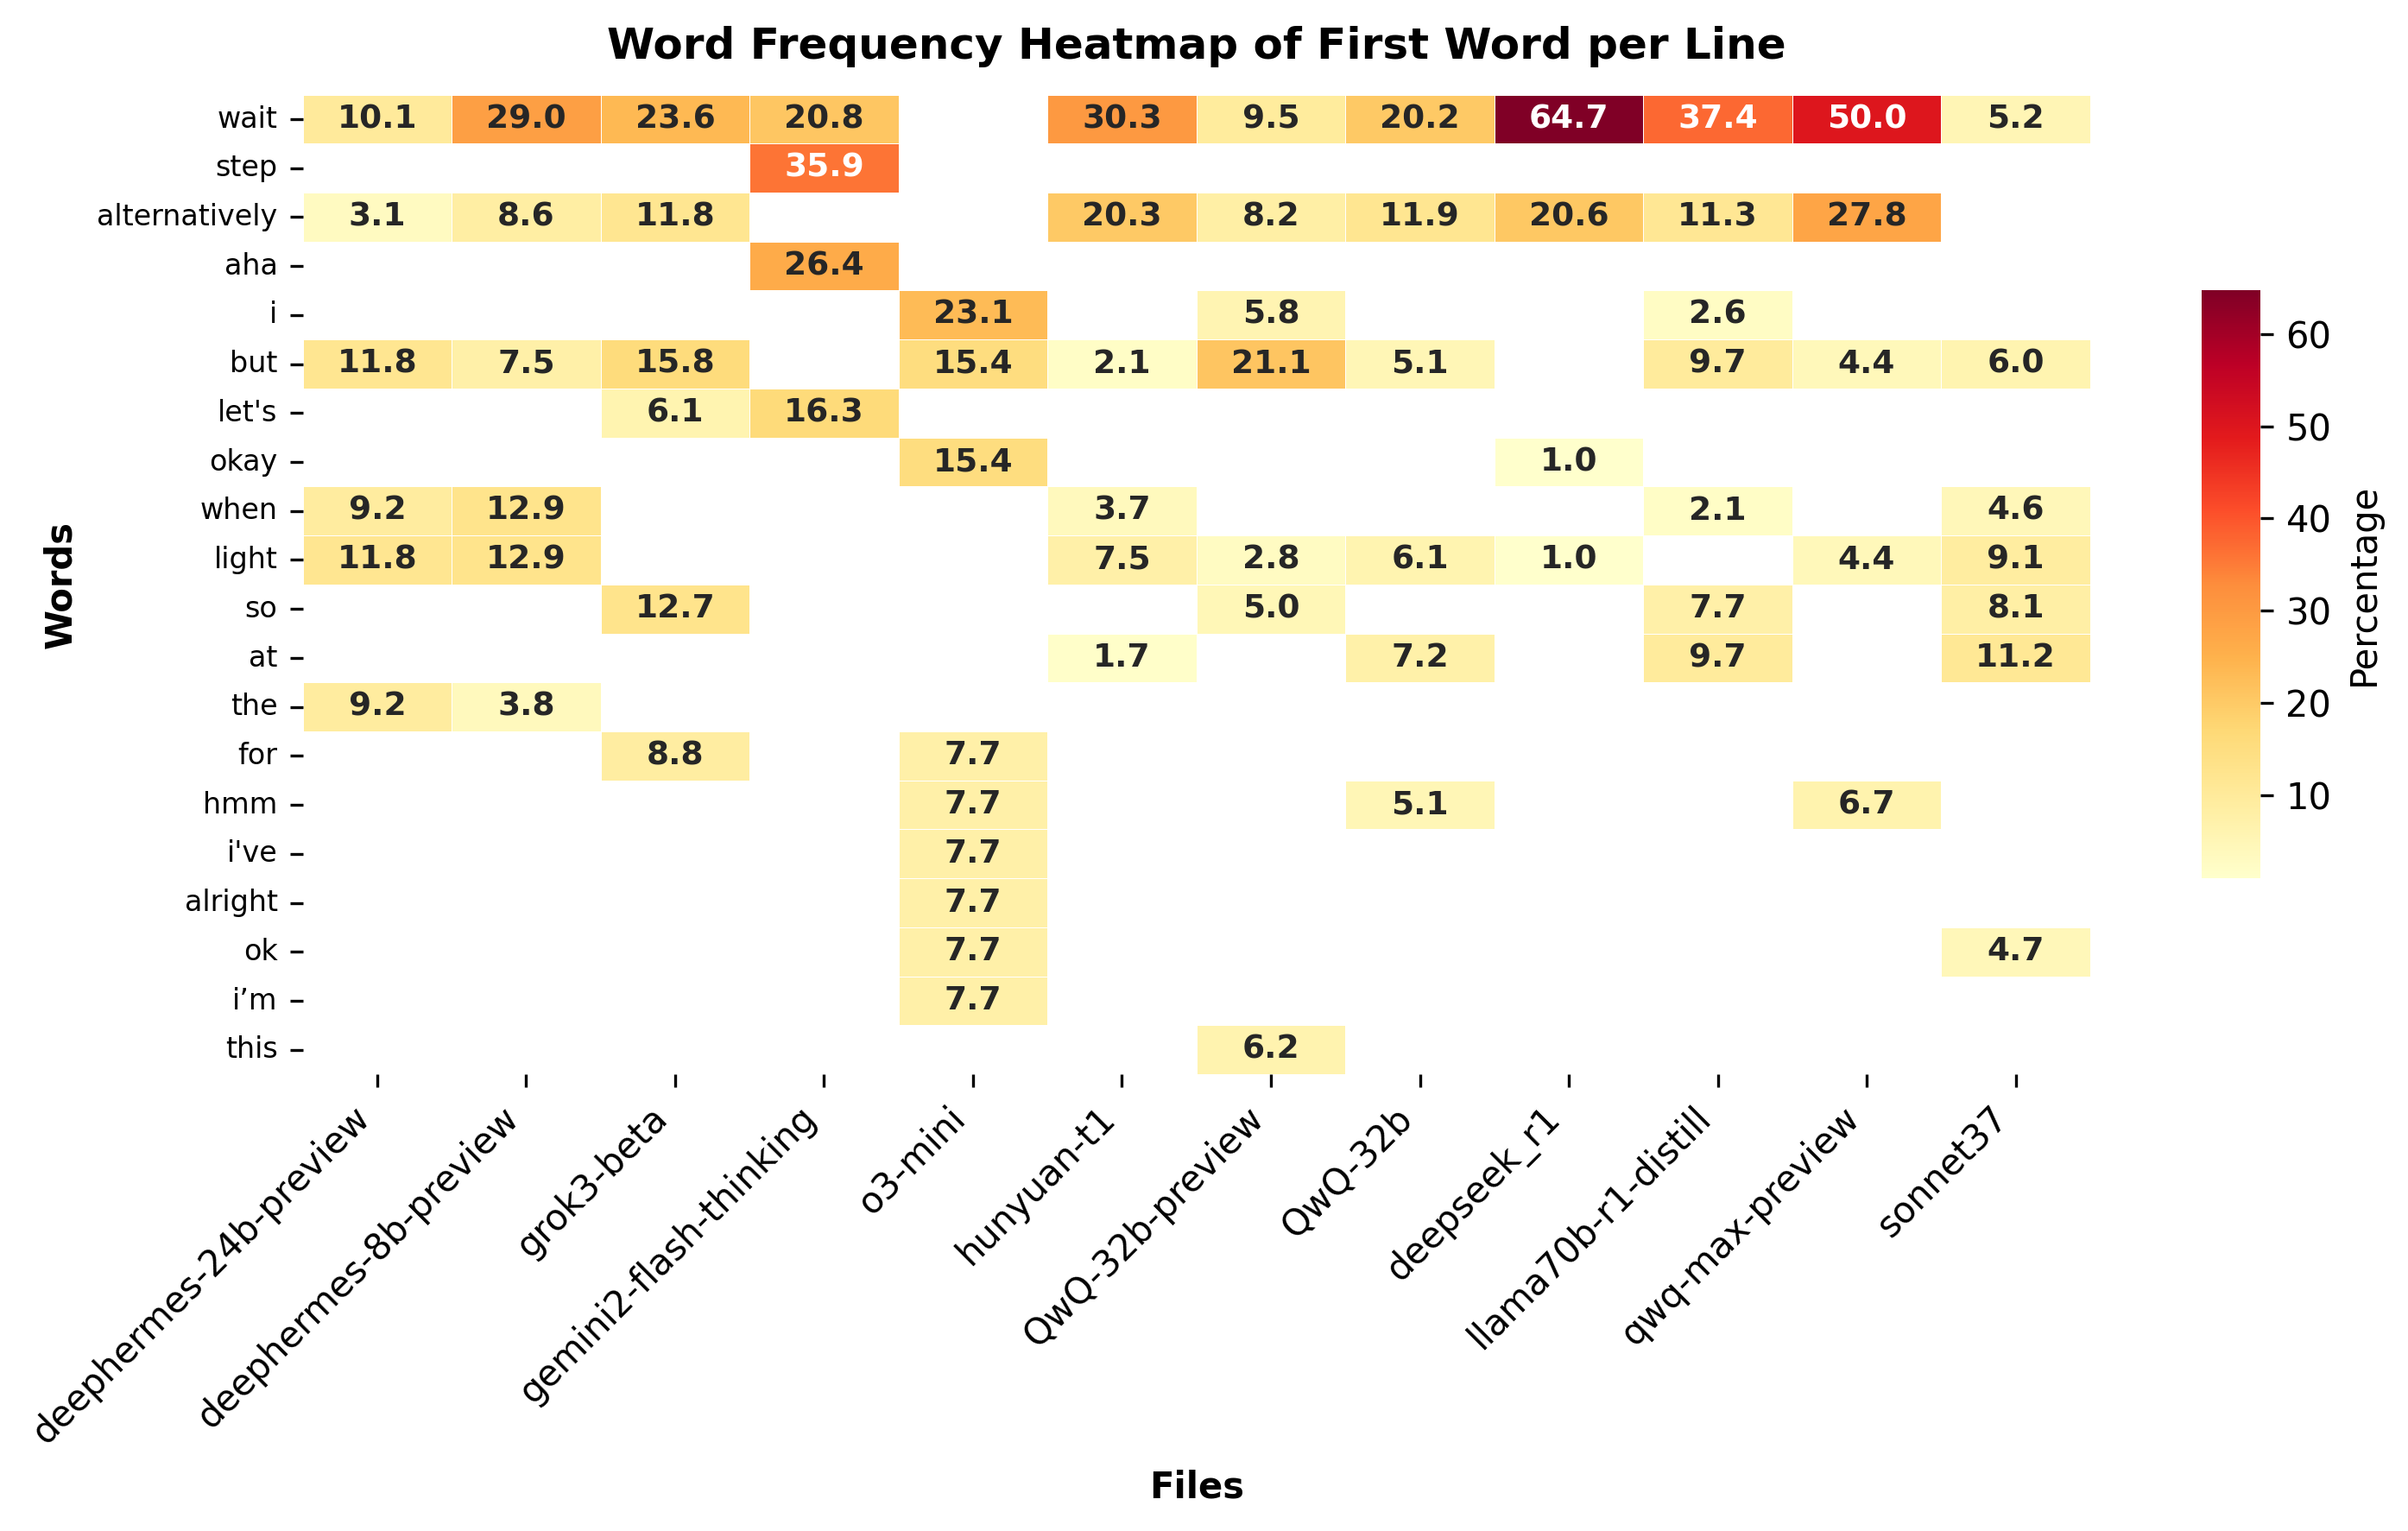 Word Frequency Heatmap of First Word per Line
wait 10.1 29.0 23.6 20.8 30.3 9.5 20.2 64.7 37.4 50.0 5.2
step 35.9
alternatively 3.1 8.6 11.8 20.3 8.2 11.9 20.6 11.3 27.8
aha 26.4
i 23.1 5.8 2.6
but 11.8 7.5 15.8 15.4 2.1 21.1 5.1 9.7 4.4 6.0
let's 6.1 16.3
okay 15.4 1.0
when 9.2 12.9 3.7 2.1 4.6
light 11.8 12.9 7.5 2.8 6.1 1.0 4.4 9.1
so 12.7 5.0 7.7 8.1
at 1.7 7.2 9.7 11.2
the 9.2 3.8
for 8.8 7.7
hmm 7.7 5.1 6.7
i've 7.7
alright 7.7
ok 7.7 4.7
i’m 7.7
this 6.2
Words
deephermes-24b-preview
deephermes-8b-preview
grok3-beta
gemini2-flash-thinking
o3-mini
hunyuan-t1
QwQ-32b-preview
QwQ-32b
deepseek_r1
llama70b-r1-distill
qwq-max-preview
sonnet37
Files
60
50
40
30
20
10
Percentage